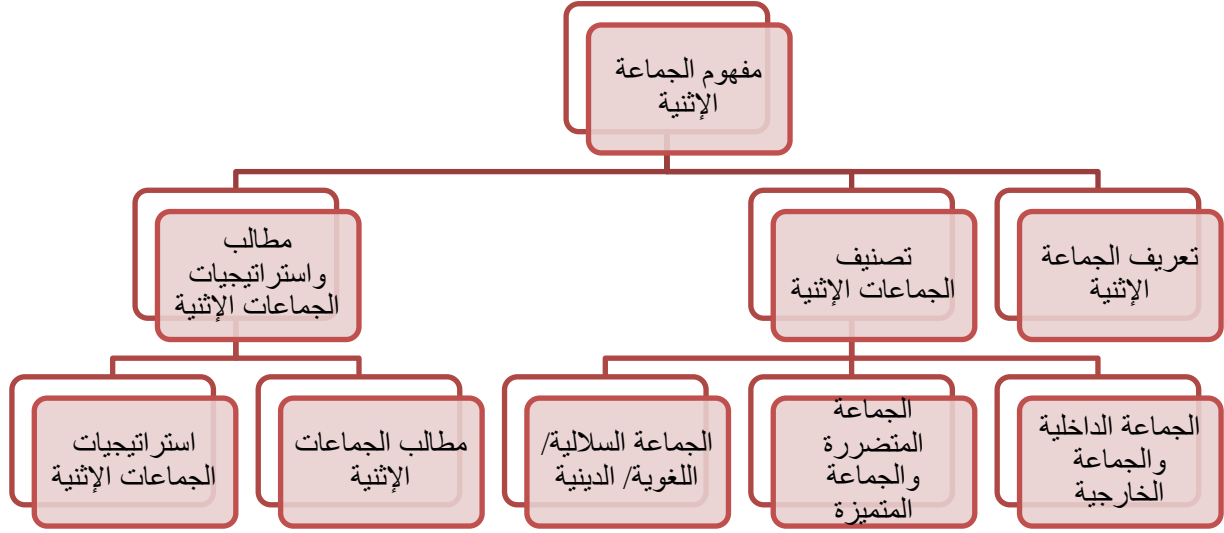 مفهوم الجماعة
الإثنية
تعريف الجماعة
الإثنية
تصنيف
الجماعات الإثنية
مطالب
واستراتيجيات
الجماعات الإثنية
الجماعة الداخلية
والجماعة
الخارجية
الجماعة
المتضررة
والجماعة
المتميزة
الجماعة السلالية/
اللغوية/ الدينية
مطالب الجماعات
الإثنية
استراتيجيات
الجماعات الإثنية